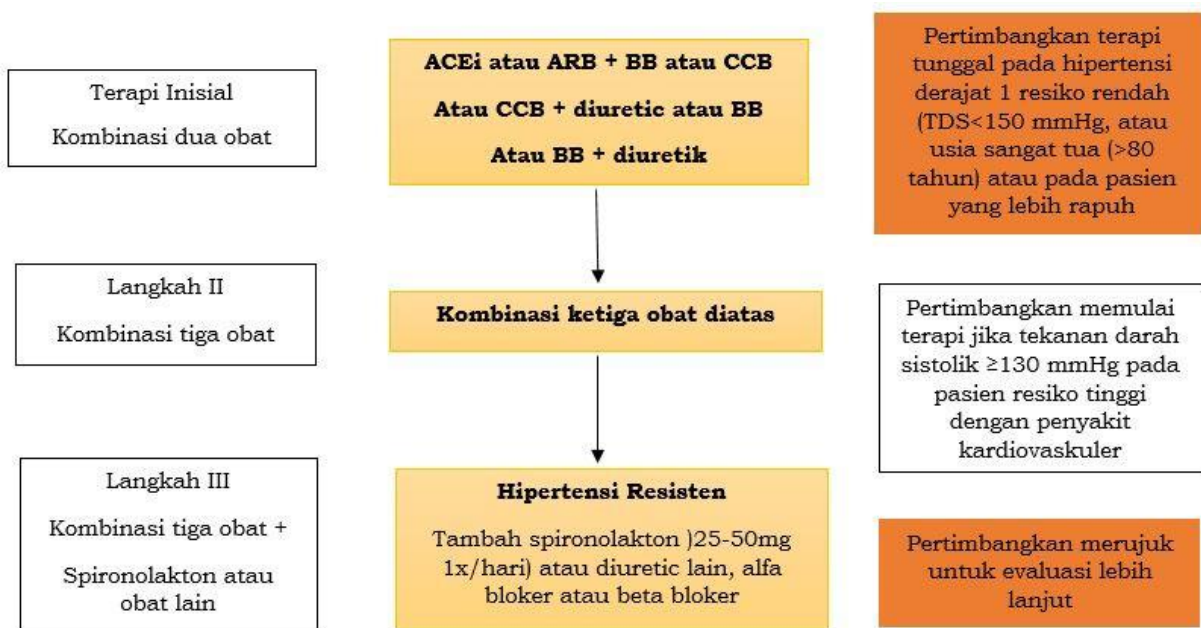 Terapi Inisial
Kombinasi dua obat
ACEi atau ARB + BB atau CCB
Atau CCB + diuretic atau BB
Atau BB + diuretik
Pertimbangkan terapi
tunggal pada hipertensi
derajat 1 resiko rendah
(TDS<150 mmHg, atau
usia sangat tua (>80
tahun) atau pada pasien
yang lebih rapuh
Langkah II
Kombinasi tiga obat
Kombinasi ketiga obat diatas
Pertimbangkan memulai
terapi jika tekanan darah
sistolik ≥130 mmHg pada
pasien resiko tinggi
dengan penyakit
kardiovaskuler
Langkah III
Kombinasi tiga obat +
Spironolakton atau
obat lain
Hipertensi Resisten
Tambah spironolakton )25-50mg
1x/hari) atau diuretic lain, alfa
bloker atau beta bloker
Pertimbangkan merujuk
untuk evaluasi lebih
lanjut